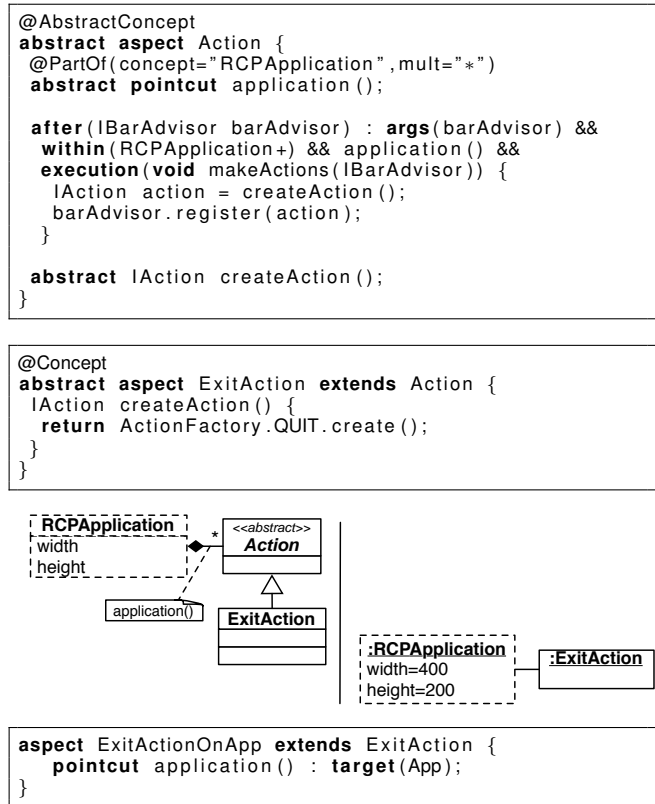 @AbstractConcept
abstract aspect Action {
@PartOf(concept="RCPApplication",mult="*")
abstract pointcut application();
after(IBarAdvisor barAdvisor) : args(barAdvisor) &&
within(RCPApplication+) && application() &&
execution(void makeActions(IBarAdvisor)) {
IAction action = createAction();
barAdvisor.register(action);
}
abstract IAction createAction();
}
@Concept
abstract aspect ExitAction extends Action {
IAction createAction() {
return ActionFactory.QUIT.create();
}
}
RCPApplication
width
height
*
<<abstract>>
Action
application()
ExitAction
:RCPApplication
width=400
height=200
:ExitAction
aspect ExitActionOnApp extends ExitAction {
pointcut application() : target(App);
}